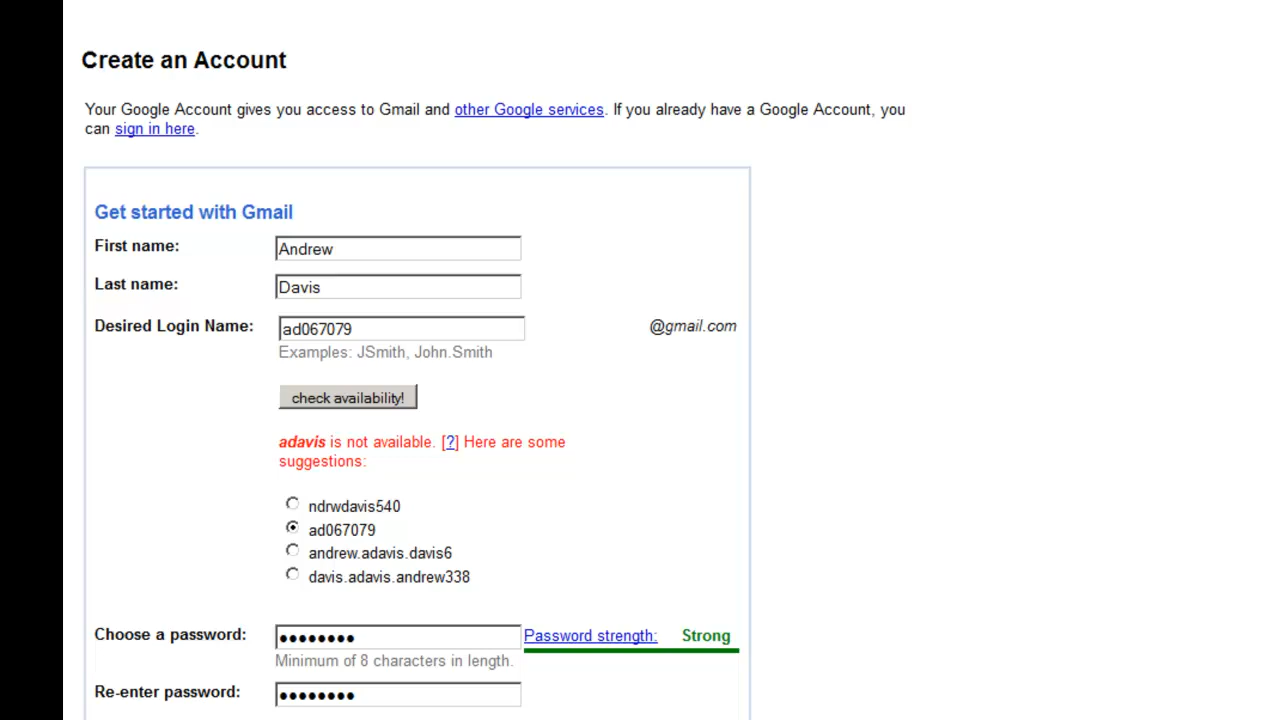 Create an Account
Your Google Account gives you access to Gmail and other Google services. If you already have a Google Account, you
can sign in here.
Get started with Gmail
First name: Andrew
Last name: Davis
Desired Login Name: ad067079 @gmail.com
Examples: JSmith, John.Smith
check availability!
adavis is not available. [?] Here are some
suggestions:
ndrwdavis540
ad067079
andrew.adavis.davis6
davis.adavis.andrew338
Choose a password: ●●●●●●●● Password strength: Strong
Minimum of 8 characters in length.
Re-enter password: ●●●●●●●●